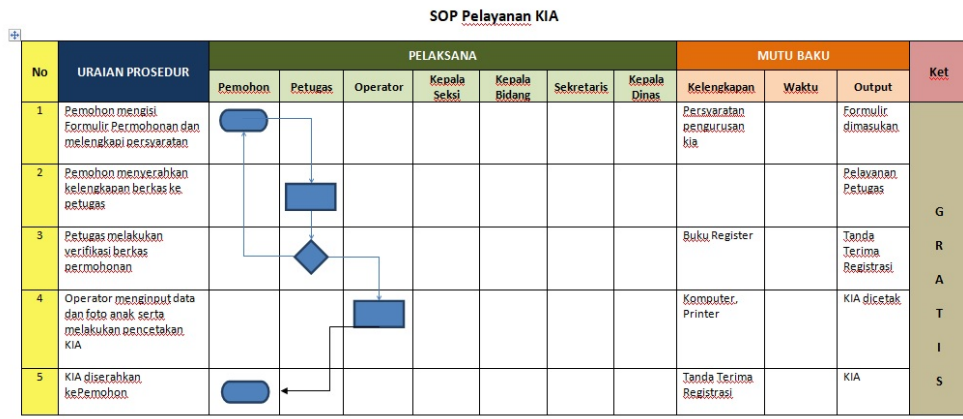 SOP Pelayanan KIA
No
URAIAN PROSEDUR
PELAKSANA
MUTU BAKU
Ket
Pemohon
Petugas
Operator
Kepala
Seksi
Kepala
Bidang
Sekretaris
Kepala
Dinas
Kelengkapan
Waktu
Output
1
Pemohon mengisi
Formulir Permohonan dan
melengkapi persyaratan
Persyaratan
pengurusan
kia
Formulir
dimasukan
2
Pemohon menyerahkan
kelengkapan berkas ke
petugas
Pelayanan
Petugas
3
Petugas melakukan
verifikasi berkas
permohonan
Buku Register
Tanda
Terima
Registrasi
4
Operator menginput data
dan foto anak serta
melakukan pencetakan
KIA
Komputer,
Printer
KIA dicetak
5
KIA diserahkan
kePemohon
Tanda Terima
Registrasi
KIA
G
R
A
T
I
S